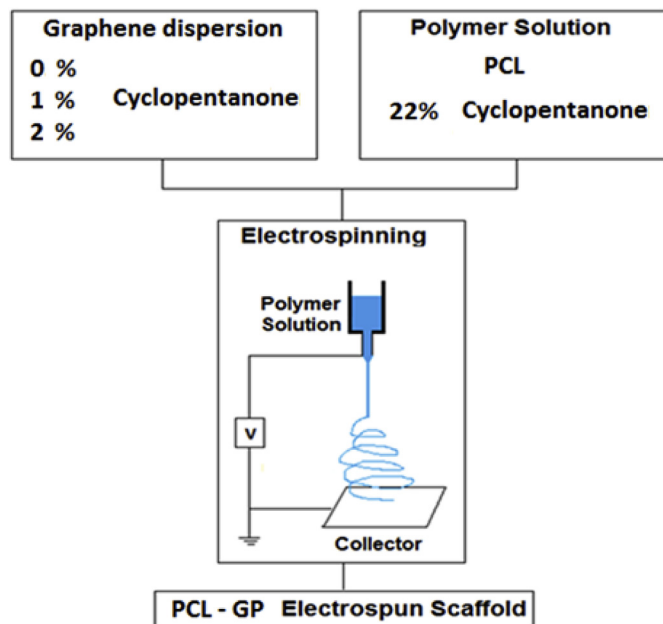 Graphene dispersion
0 %
1 % Cyclopentanone
2 %
Polymer Solution
PCL
22% Cyclopentanone
Electrospinning
Polymer
Solution
V
Collector
PCL - GP Electrospun Scaffold